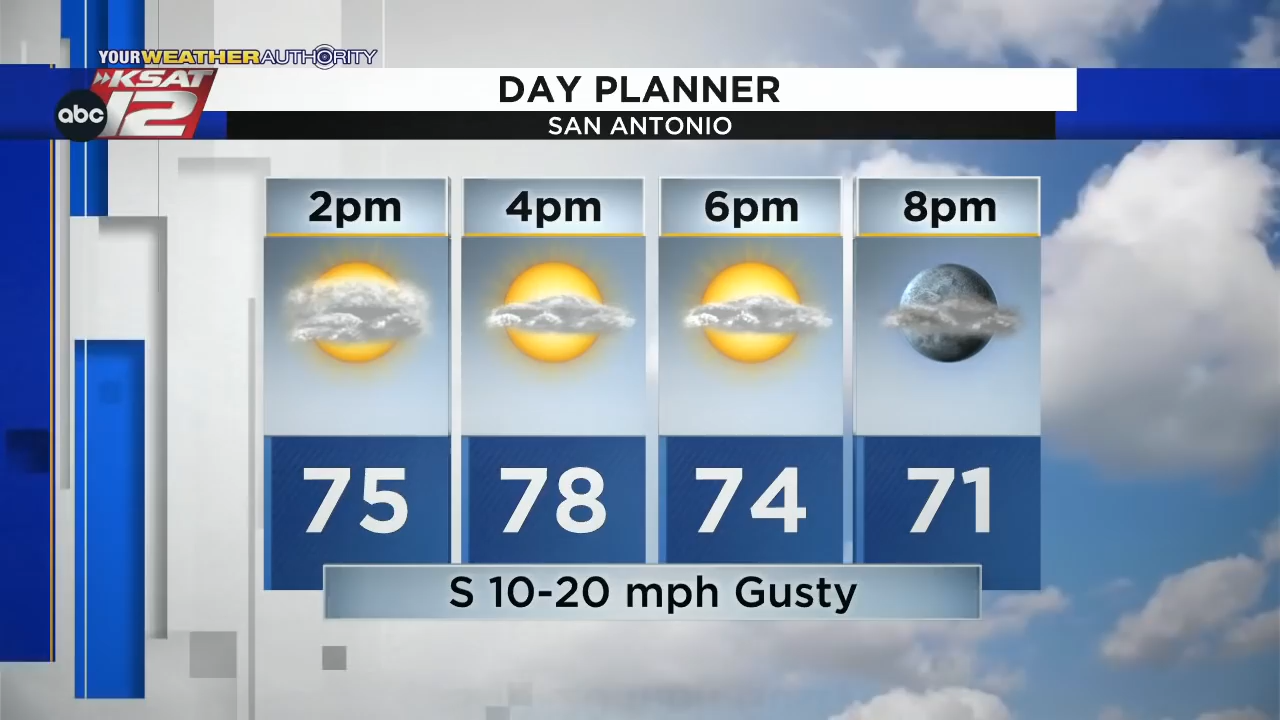 YOURWEATHERAUTHORITY
KSAT
abc
12
DAY PLANNER
SAN ANTONIO
2pm 4pm 6pm 8pm
75 78 74 71
S 10-20 mph Gusty